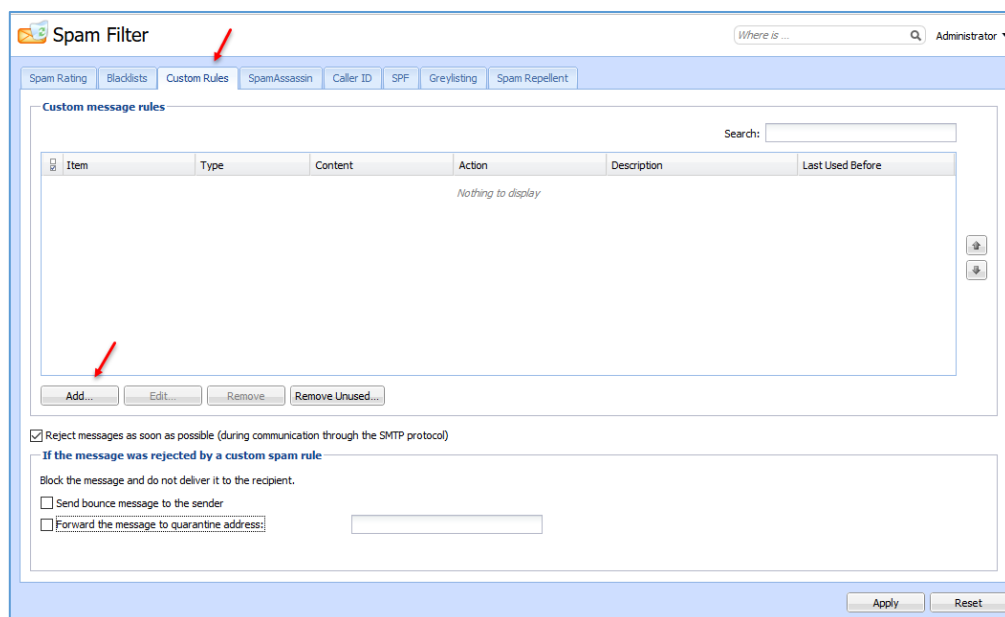 Spam Filter
Where is ...
Administrator
Spam Rating Blacklists Custom Rules SpamAssassin Caller ID SPF Greylisting Spam Repellent
Custom message rules
Search:
Item Type Content Action Description Last Used Before
Nothing to display
Add... Edit... Remove Remove Unused...
Reject messages as soon as possible (during communication through the SMTP protocol)
If the message was rejected by a custom spam rule
Block the message and do not deliver it to the recipient.
Send bounce message to the sender
Forward the message to quarantine address:
Apply Reset